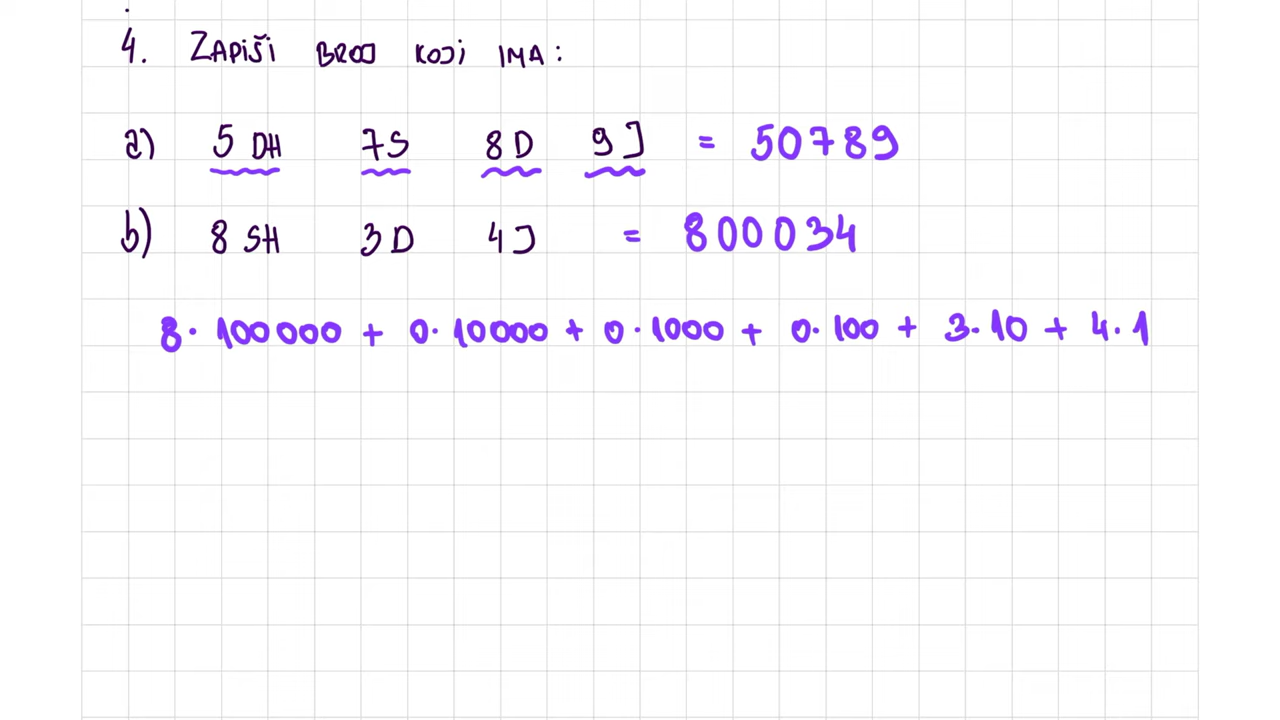 4. ZAPIŠI BROJ KOJI IMA:
a) 5 DH 7S 8D 9J = 50789
b) 8 SH 3D 4J = 800034
8 · 100000 + 0 · 10000 + 0 · 1000 + 0 · 100 + 3 · 10 + 4 · 1